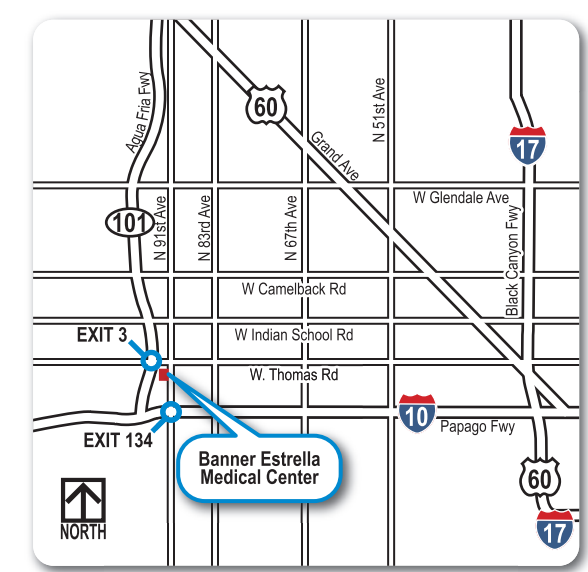 60
Aqua Fria Fwy
N 51st Ave
Grand Ave
17
W Glendale Ave
101
N 91st Ave
N 83rd Ave
N 67th Ave
Black Canyon Fwy
W Camelback Rd
EXIT 3
W Indian School Rd
W. Thomas Rd
10
Papago Fwy
EXIT 134
Banner Estrella
Medical Center
60
NORTH
17